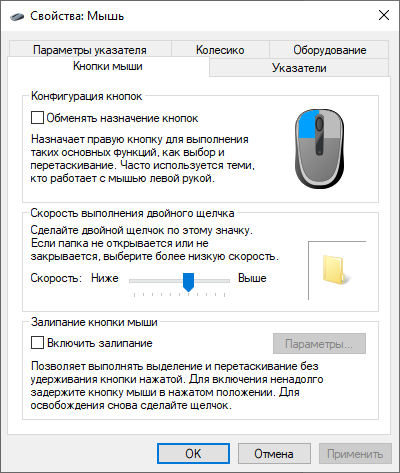 Свойства: Мышь
Параметры указателя
Колесико
Оборудование
Кнопки мыши
Указатели
Конфигурация кнопок
Обменять назначение кнопок
Назначает правую кнопку для выполнения
таких основных функций, как выбор и
перетаскивание. Часто используется теми,
кто работает с мышью левой рукой.
Скорость выполнения двойного щелчка
Сделайте двойной щелчок по этому значку.
Если папка не открывается или не
закрывается, выберите более низкую скорость.
Скорость: Ниже Выше
Залипание кнопки мыши
Включить залипание
Параметры...
Позволяет выполнять выделение и перетаскивание без
удерживания кнопки нажатой. Для включения ненадолго
задержите кнопку мыши в нажатом положении. Для
освобождения снова сделайте щелчок.
OK
Отмена
Применить